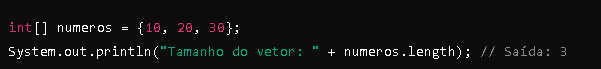 int[] numeros = {10, 20, 30};
System.out.println("Tamanho do vetor: " + numeros.length); // Saída: 3